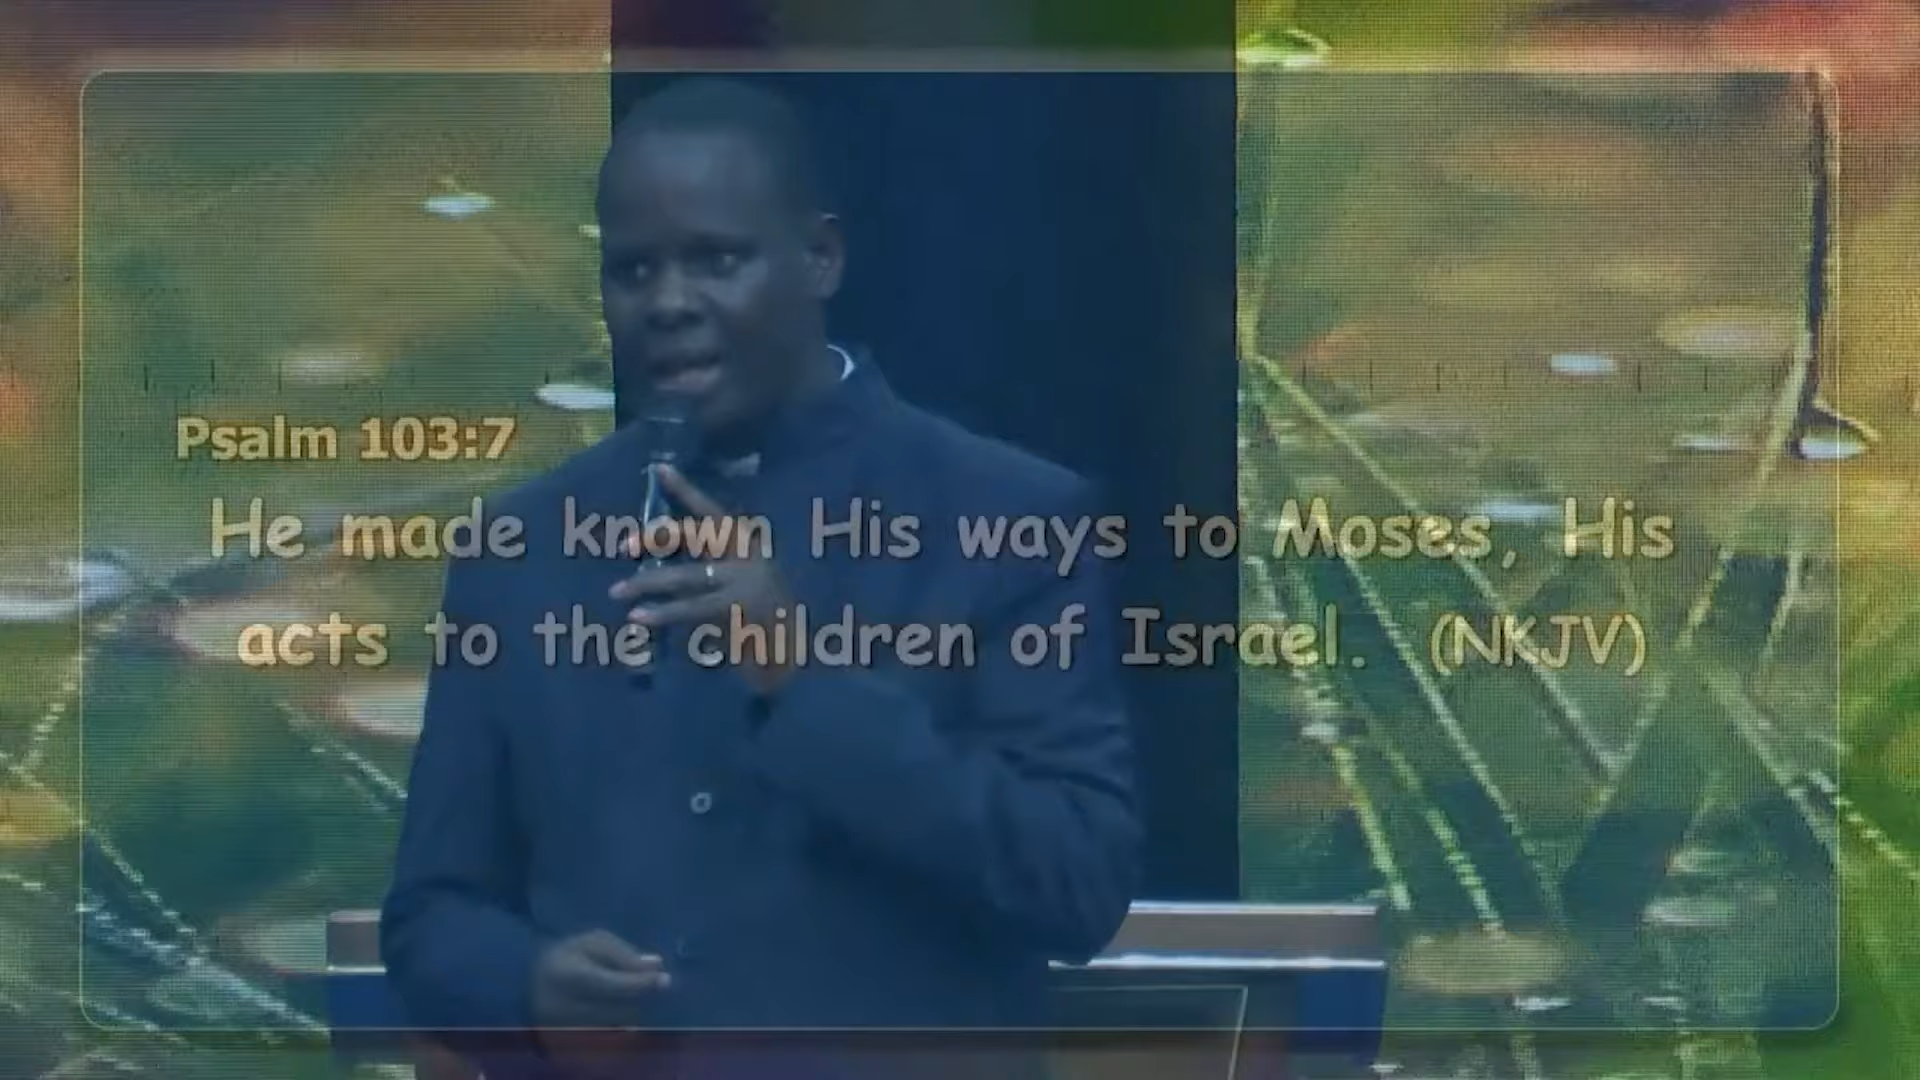 Psalm 103:7
He made known His ways to Moses, His
acts to the children of Israel. (NKJV)